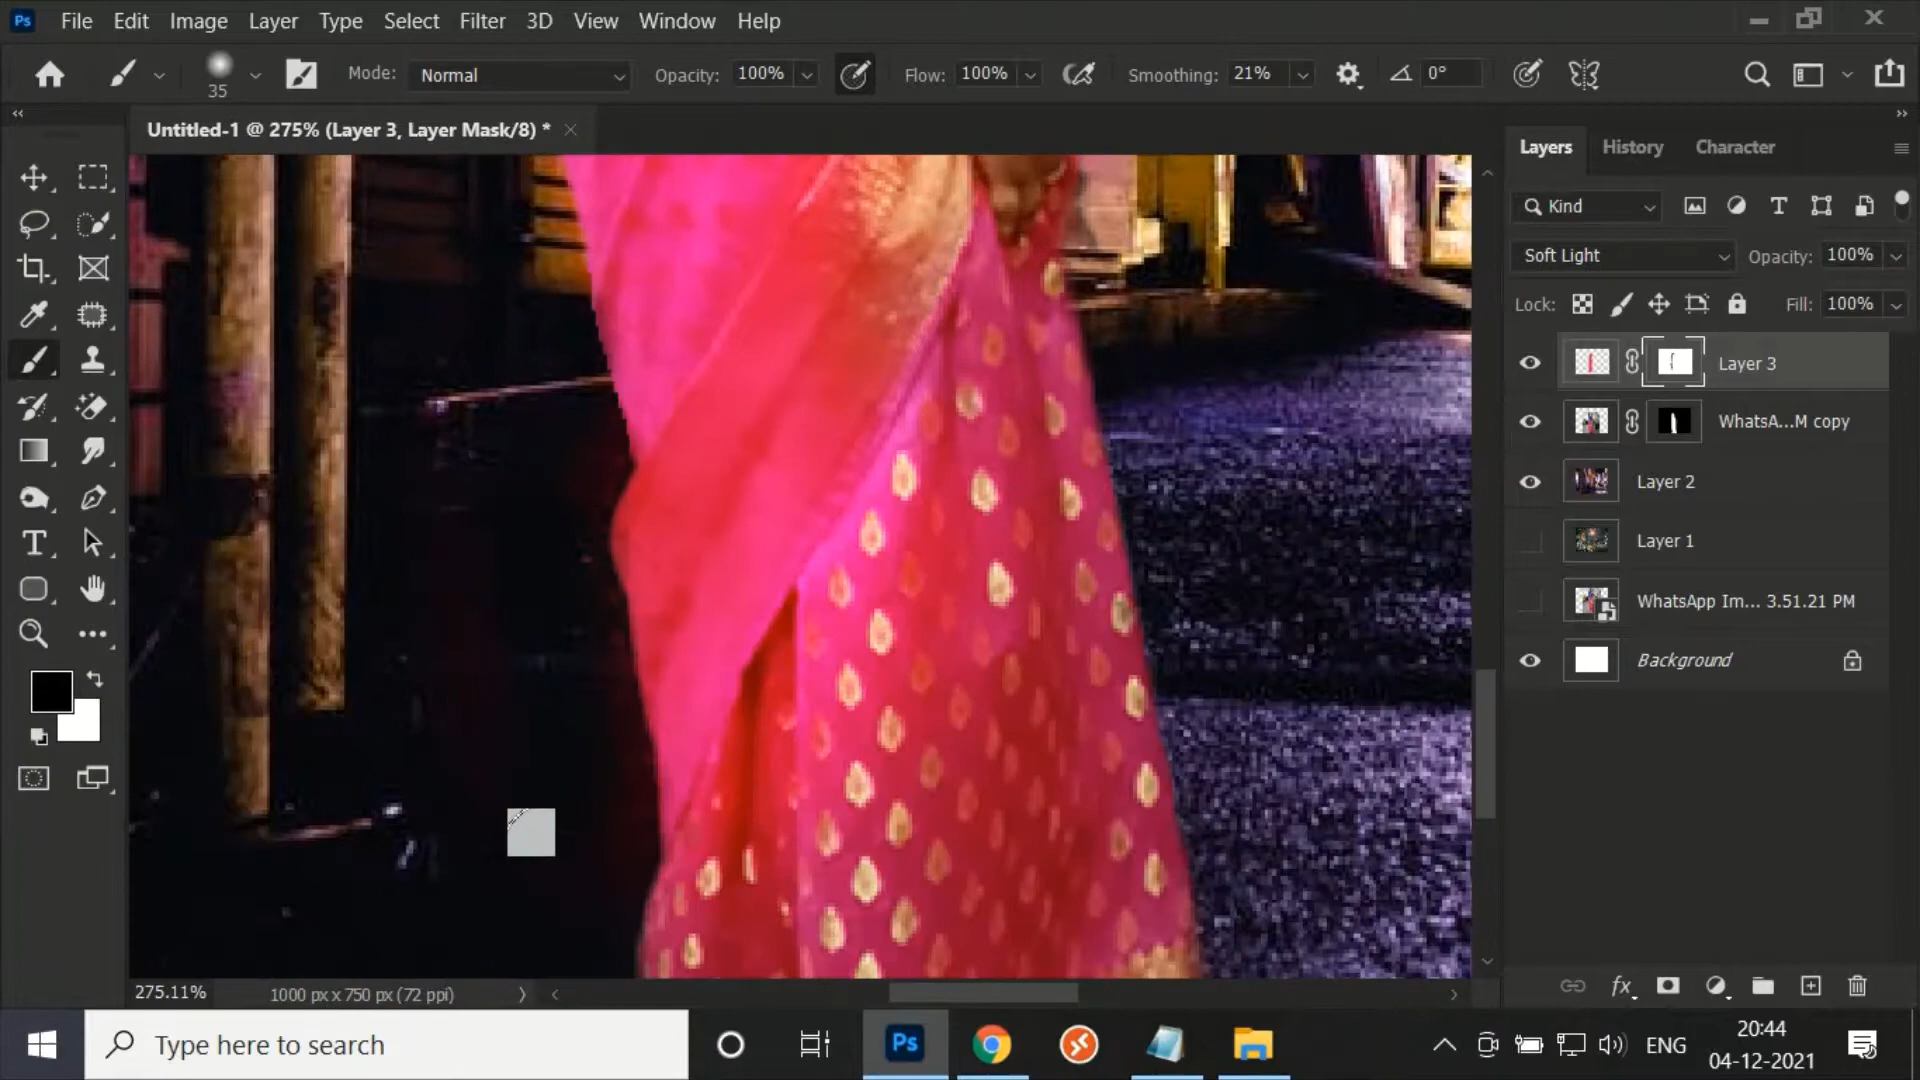 Ps File Edit Image Layer Type Select Filter 3D View Window Help
35 Mode: Normal Opacity: 100% Flow: 100% Smoothing: 21% 0°
Untitled-1 @ 275% (Layer 3, Layer Mask/8) *
Layers History Character
Kind
Soft Light Opacity: 100%
Lock: Fill: 100%
Layer 3
WhatsA...M copy
Layer 2
Layer 1
WhatsApp Im... 3.51.21 PM
Background
275.11% 1000 px x 750 px (72 ppi)
fx
Type here to search
Ps
ENG
20:44
04-12-2021